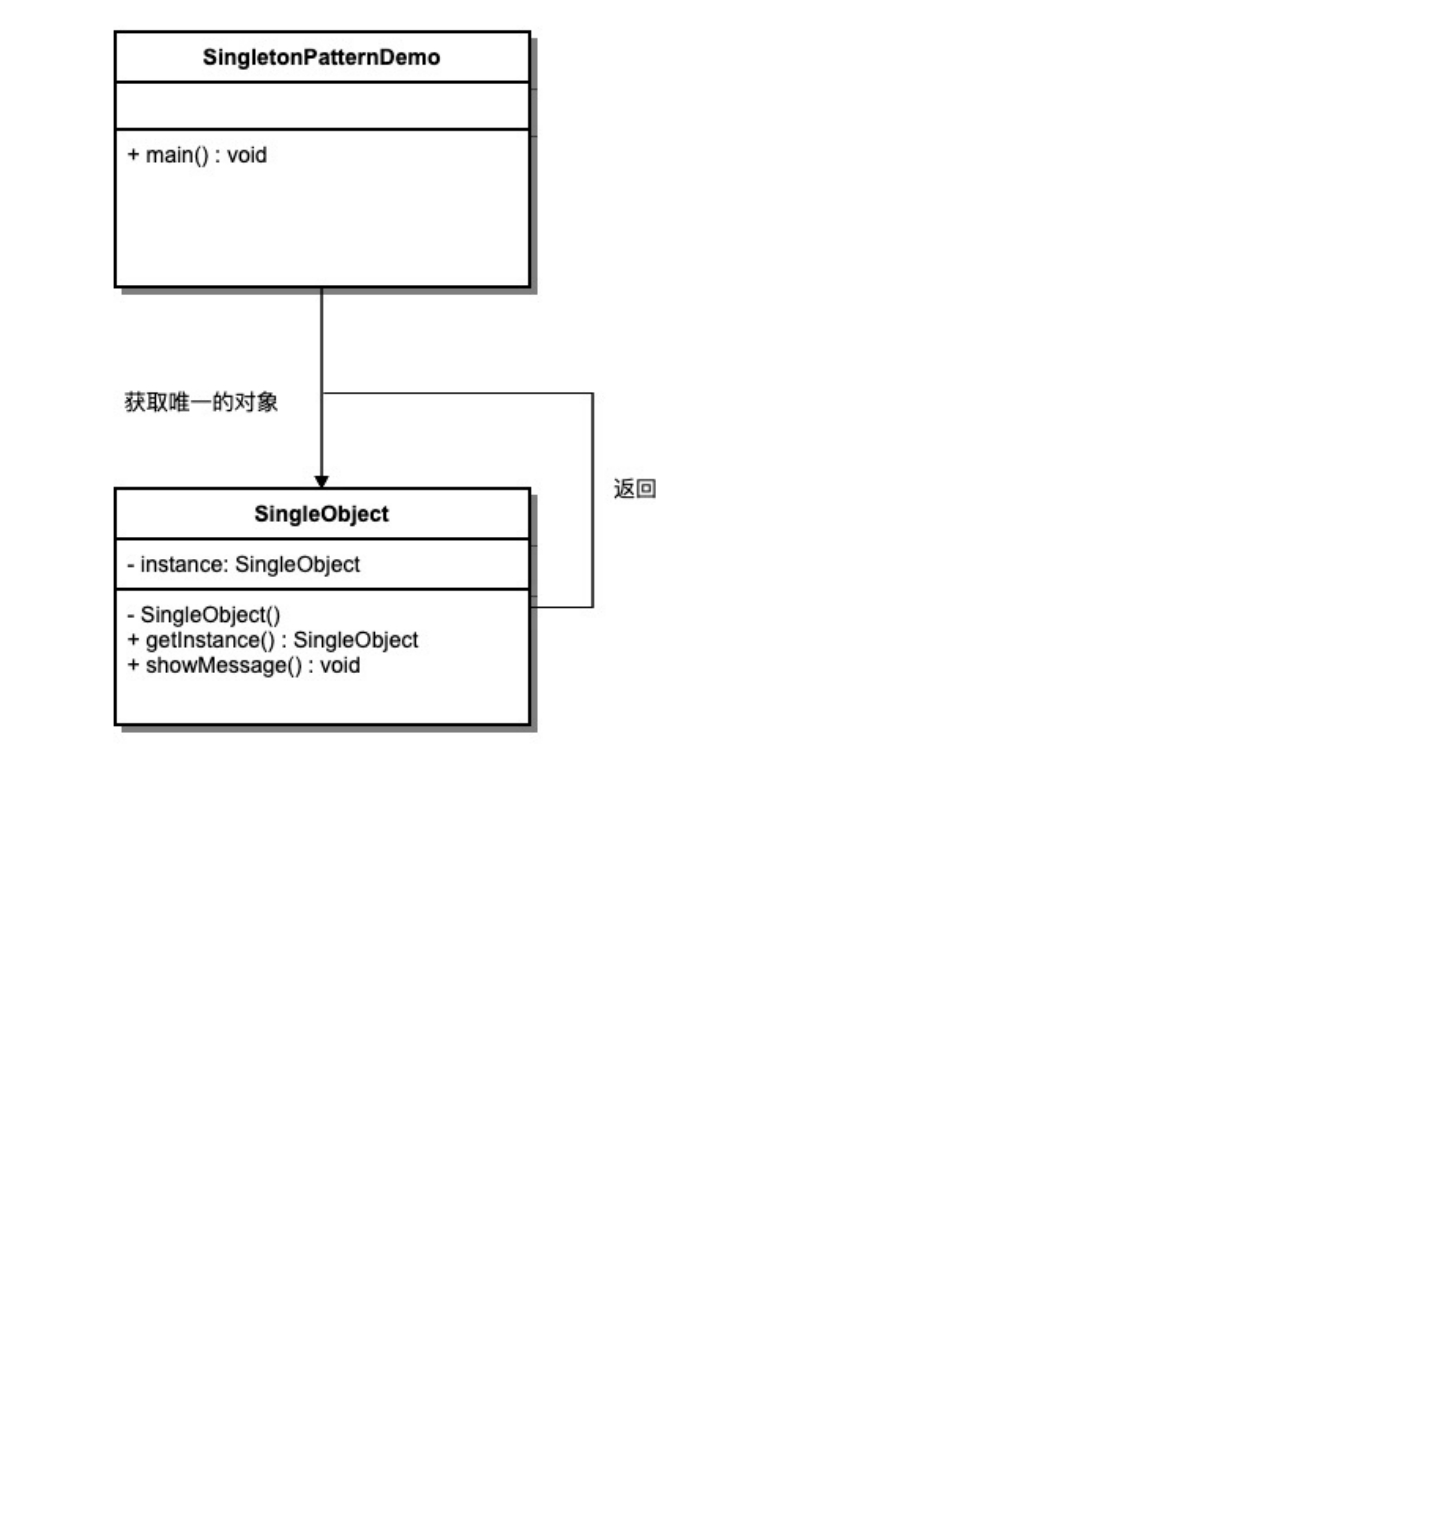 SingletonPatternDemo
+ main() : void
获取唯一的对象
返回
SingleObject
- instance: SingleObject
- SingleObject()
+ getInstance() : SingleObject
+ showMessage() : void